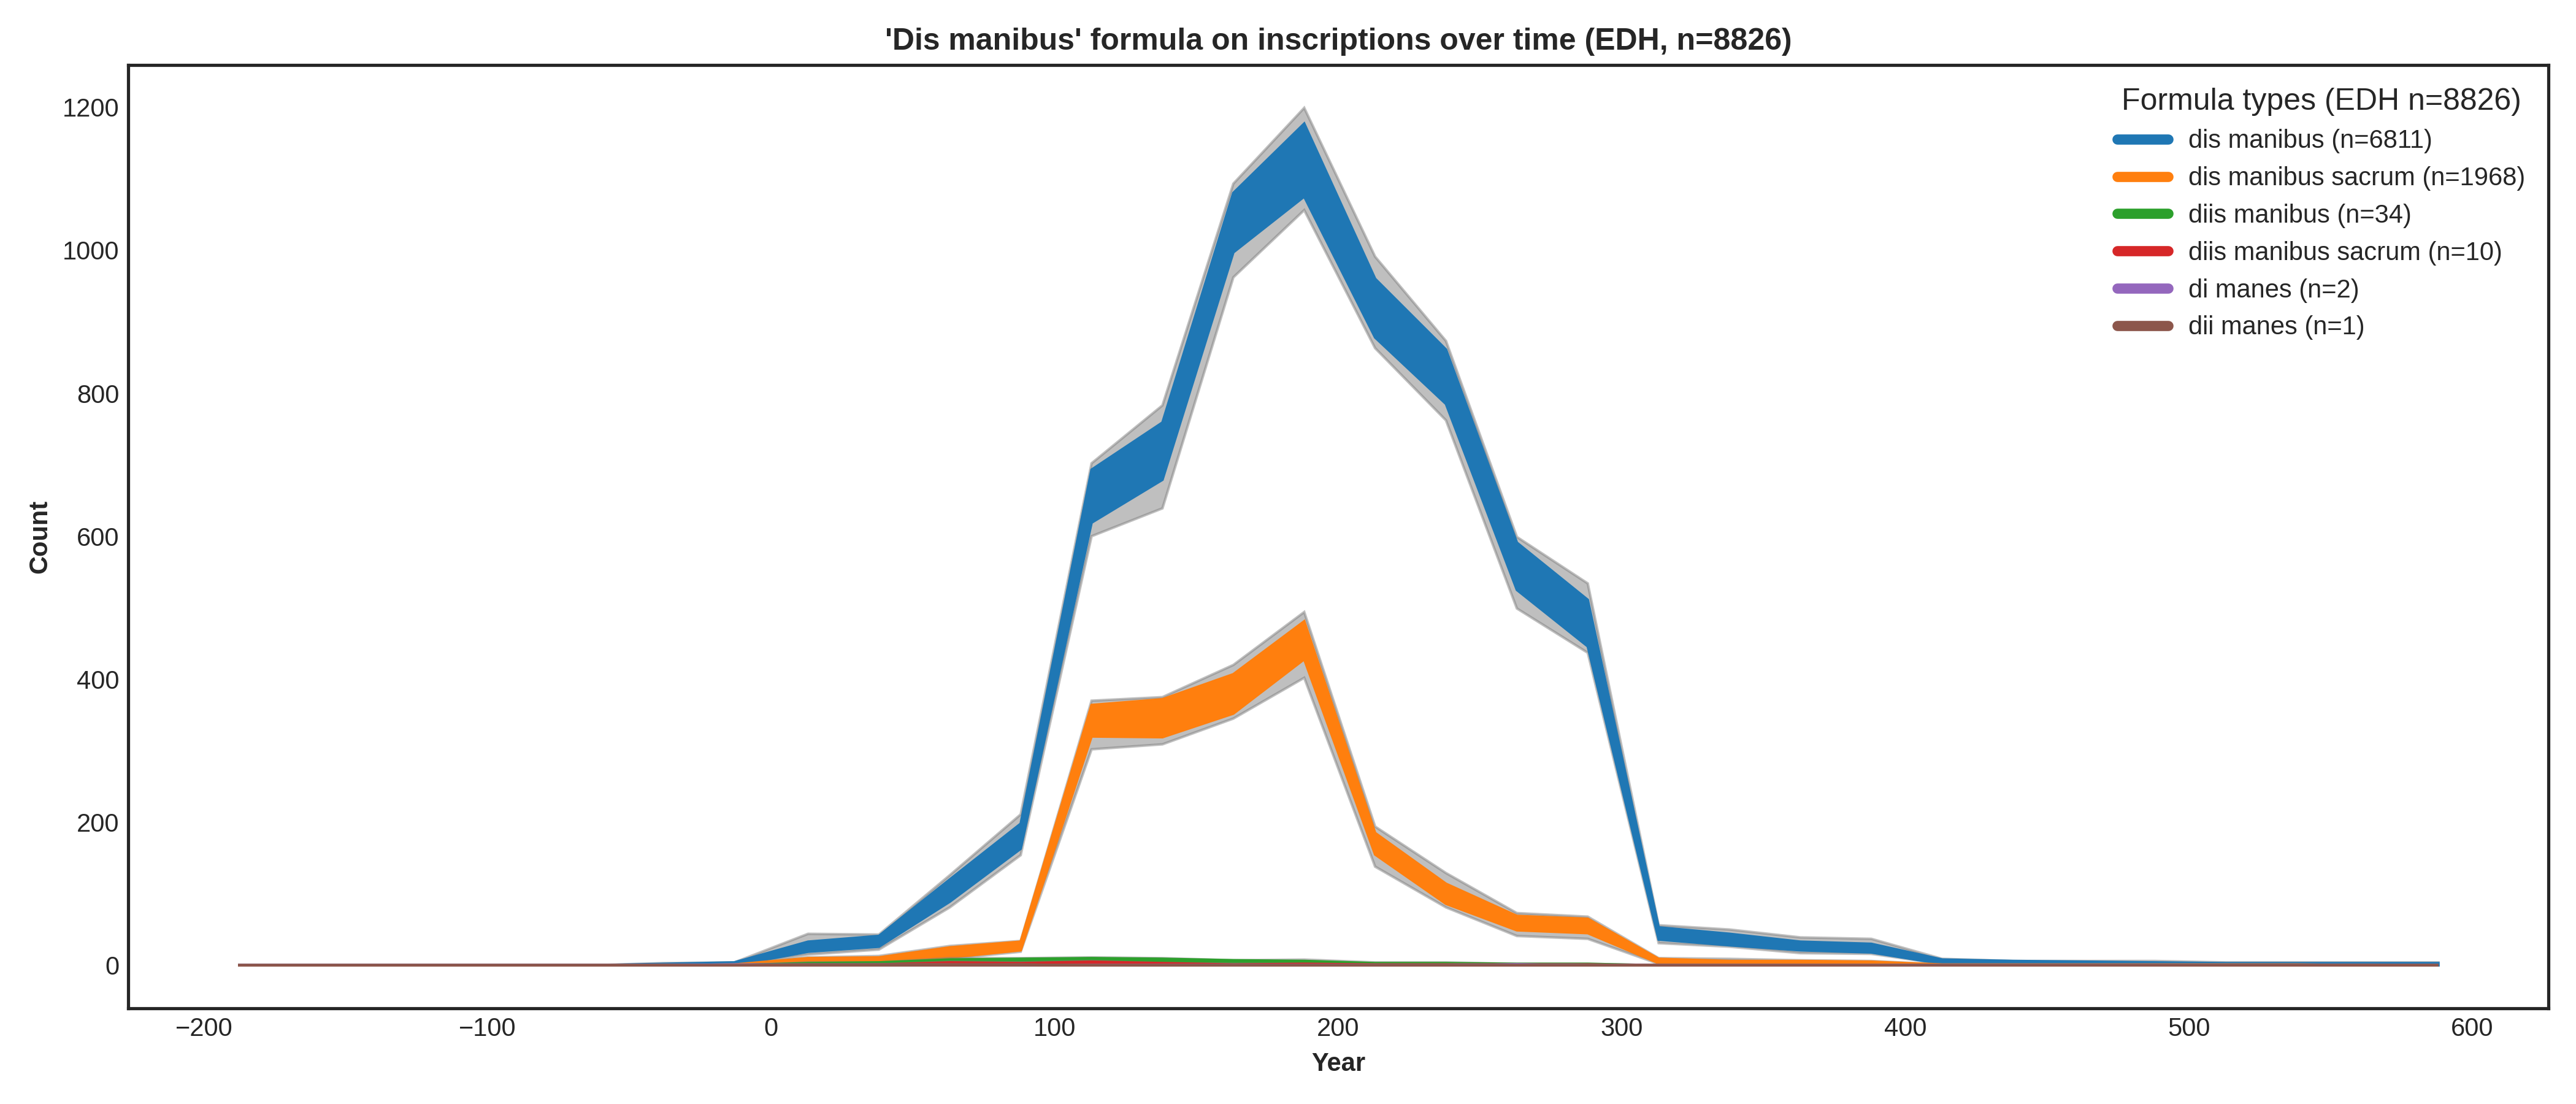 'Dis manibus' formula on inscriptions over time (EDH, n=8826)
Formula types (EDH n=8826)
dis manibus (n=6811)
dis manibus sacrum (n=1968)
diis manibus (n=34)
diis manibus sacrum (n=10)
di manes (n=2)
dii manes (n=1)
Count
1200
1000
800
600
400
200
0
−200
−100
0
100
200
300
400
500
600
Year